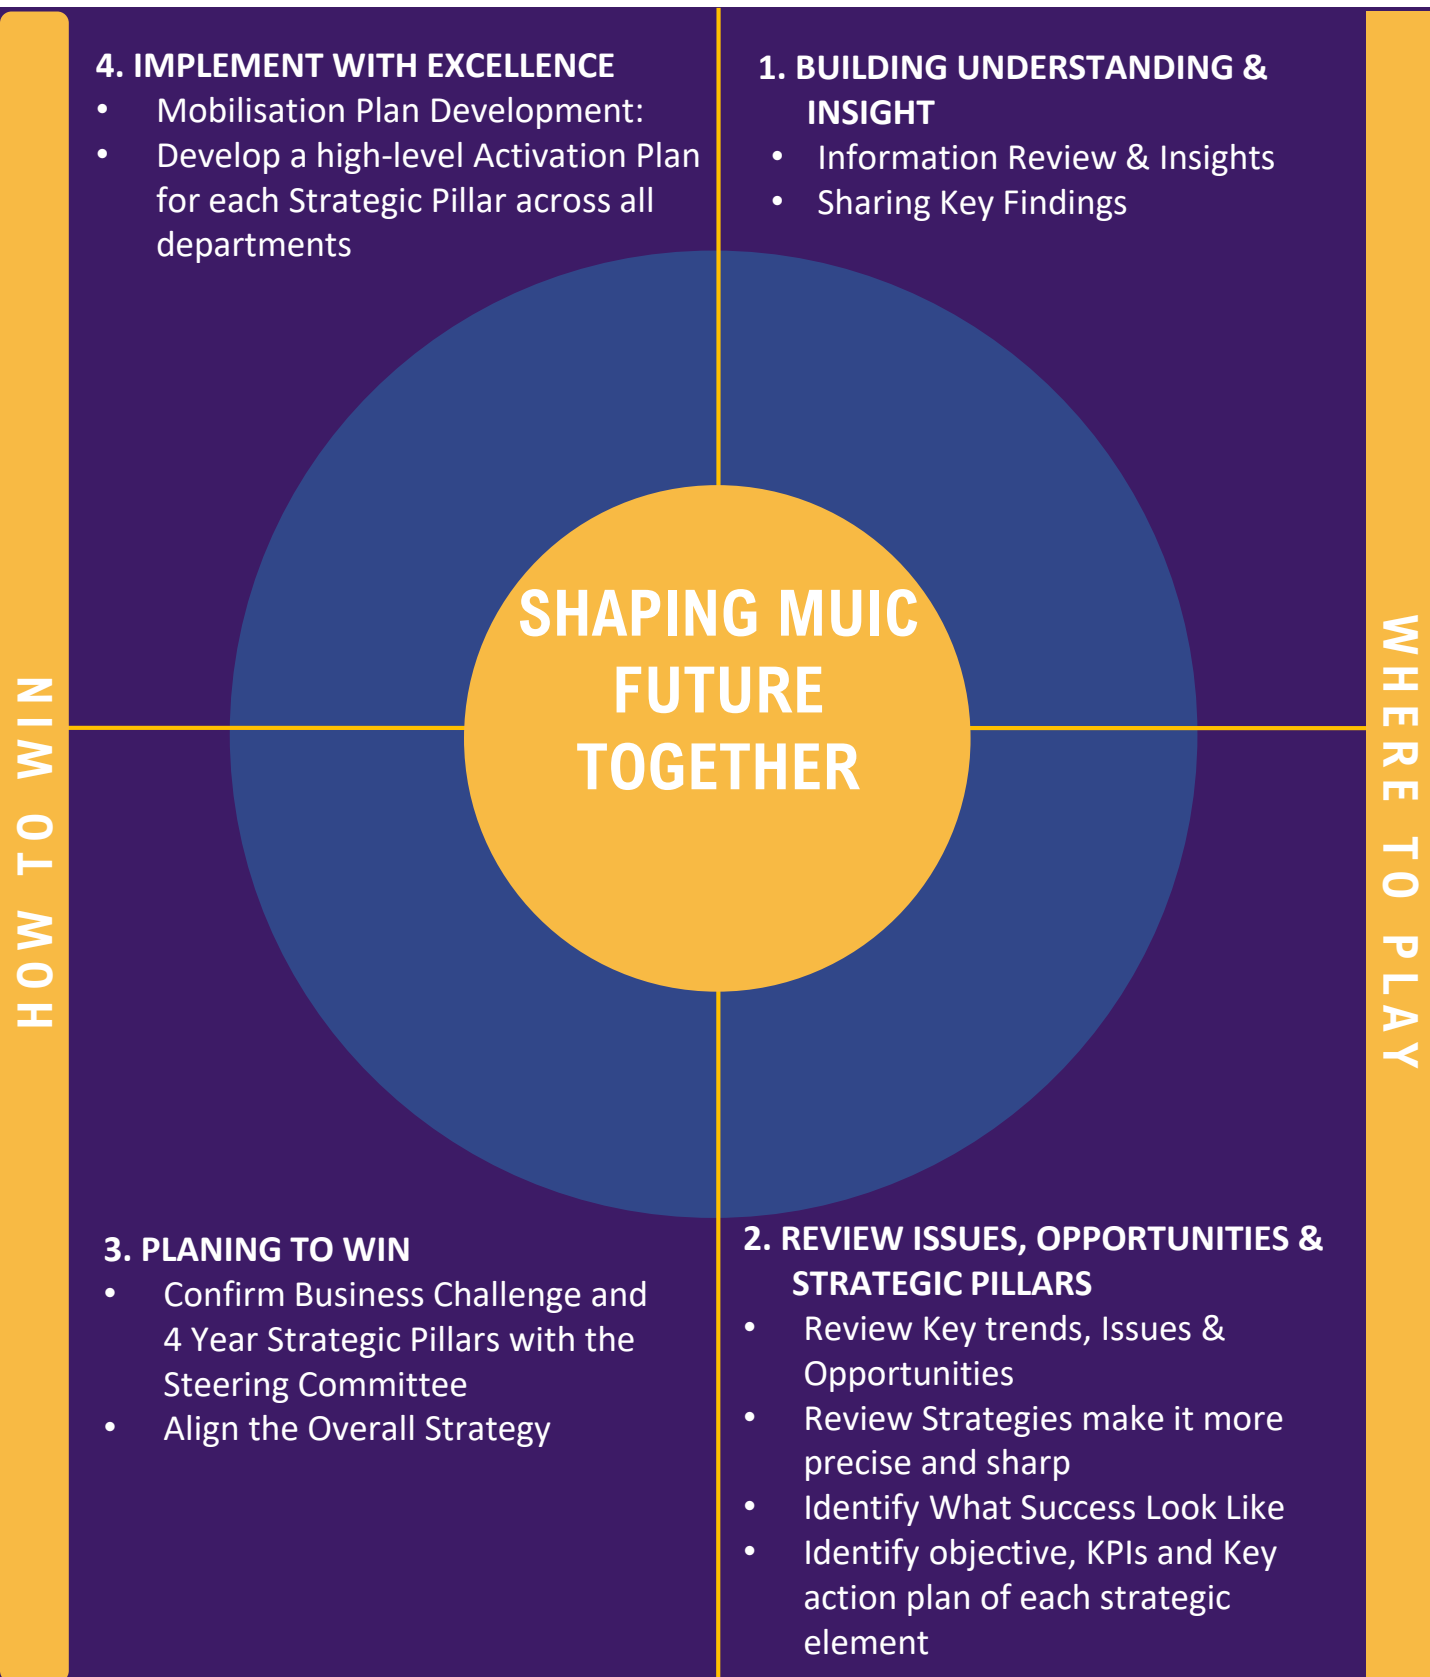 4. IMPLEMENT WITH EXCELLENCE
• Mobilisation Plan Development:
• Develop a high-level Activation Plan
for each Strategic Pillar across all
departments
1. BUILDING UNDERSTANDING &
INSIGHT
• Information Review & Insights
• Sharing Key Findings
SHAPING MUIC
FUTURE
TOGETHER
HOW TO WIN
WHERE TO PLAY
3. PLANING TO WIN
• Confirm Business Challenge and
4 Year Strategic Pillars with the
Steering Committee
• Align the Overall Strategy
2. REVIEW ISSUES, OPPORTUNITIES &
STRATEGIC PILLARS
• Review Key trends, Issues &
Opportunities
• Review Strategies make it more
precise and sharp
• Identify What Success Look Like
• Identify objective, KPIs and Key
action plan of each strategic
element